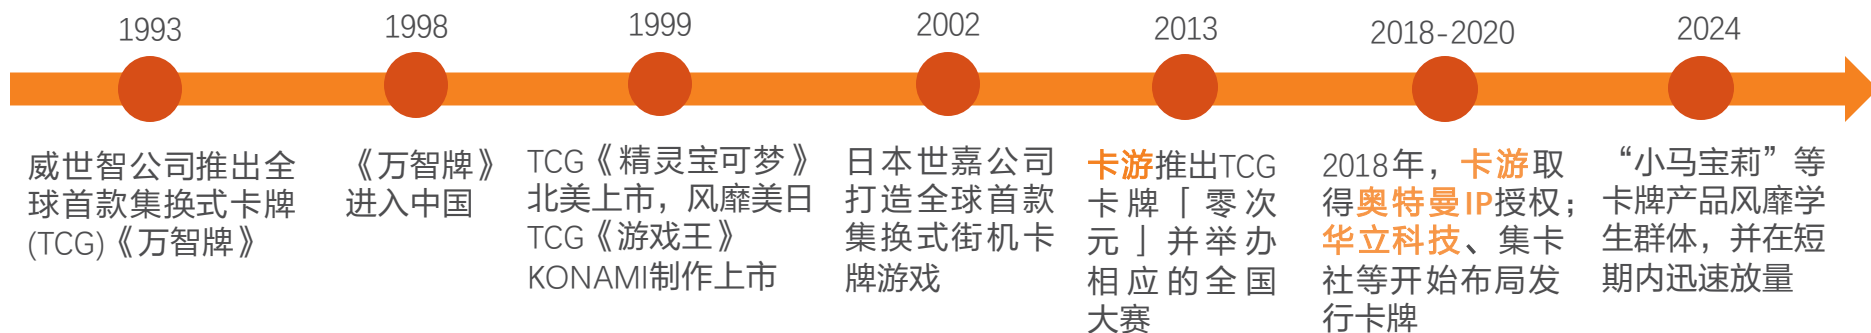 1993
威世智公司推出全
球首款集换式卡牌
(TCG)《万智牌》
1998
《万智牌》
进入中国
1999
TCG《精灵宝可梦》
北美上市，风靡美日
TCG《游戏王》
KONAMI制作上市
2002
日本世嘉公司
打造全球首款
集换式街机卡
牌游戏
2013
卡游推出TCG
卡牌「零次
元」并举办
相应的全国
大赛
2018-2020
2018年，卡游取
得奥特曼IP授权；
华立科技、集卡
社等开始布局发
行卡牌
2024
“小马宝莉”等
卡牌产品风靡学
生群体，并在短
期内迅速放量